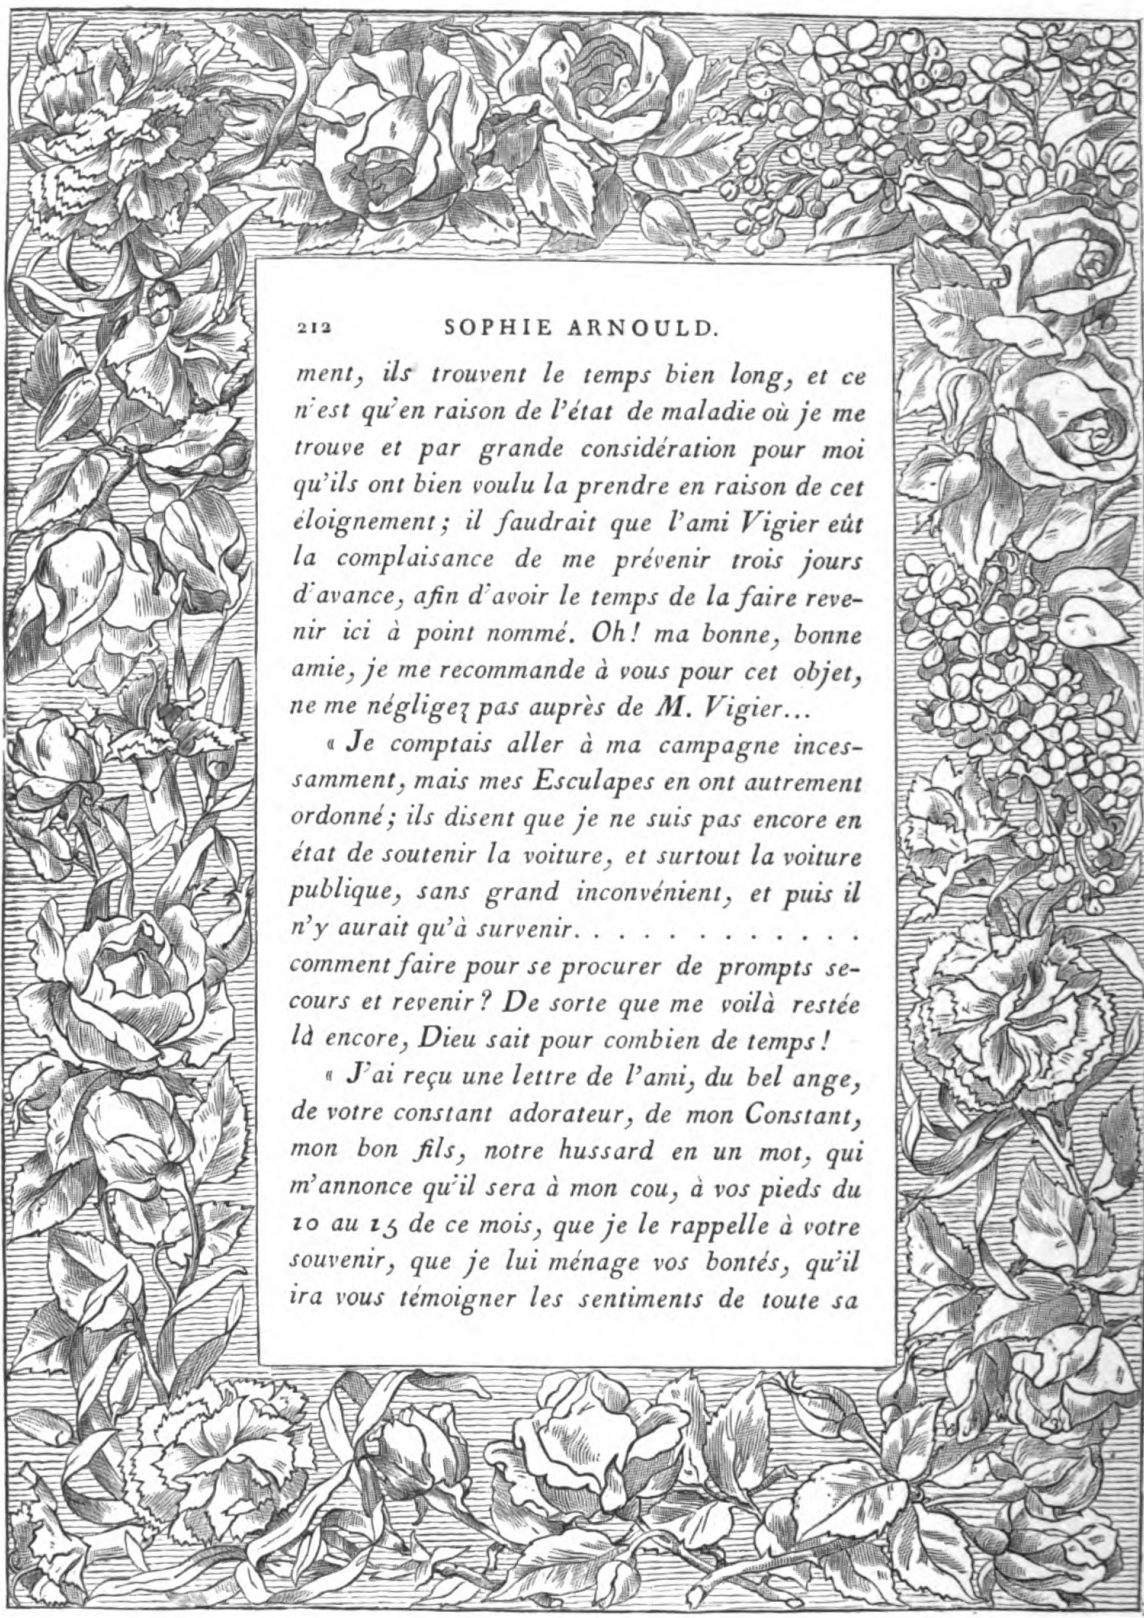 212 SOPHIE ARNOULD.
ment, ils trouvent le temps bien long, et ce
n'est qu'en raison de l'état de maladie où je me
trouve et par grande considération pour moi
qu'ils ont bien voulu la prendre en raison de cet
éloignement ; il faudrait que l'ami Vigier eût
la complaisance de me prévenir trois jours
d'avance, afin d'avoir le temps de la faire reve-
nir ici à point nommé. Oh! ma bonne, bonne
amie, je me recommande à vous pour cet objet,
ne me négligez pas auprès de M. Vigier...
« Je comptais aller à ma campagne inces-
samment, mais mes Esculapes en ont autrement
ordonné ; ils disent que je ne suis pas encore en
état de soutenir la voiture, et surtout la voiture
publique, sans grand inconvénient, et puis il
n'y aurait qu'à survenir. . . . . . . . . . . . .
comment faire pour se procurer de prompts se-
cours et revenir ? De sorte que me voilà restée
là encore, Dieu sait pour combien de temps !
« J'ai reçu une lettre de l'ami, du bel ange,
de votre constant adorateur, de mon Constant,
mon bon fils, notre hussard en un mot, qui
m'annonce qu'il sera à mon cou, à vos pieds du
10 au 15 de ce mois, que je le rappelle à votre
souvenir, que je lui ménage vos bontés, qu'il
ira vous témoigner les sentiments de toute sa